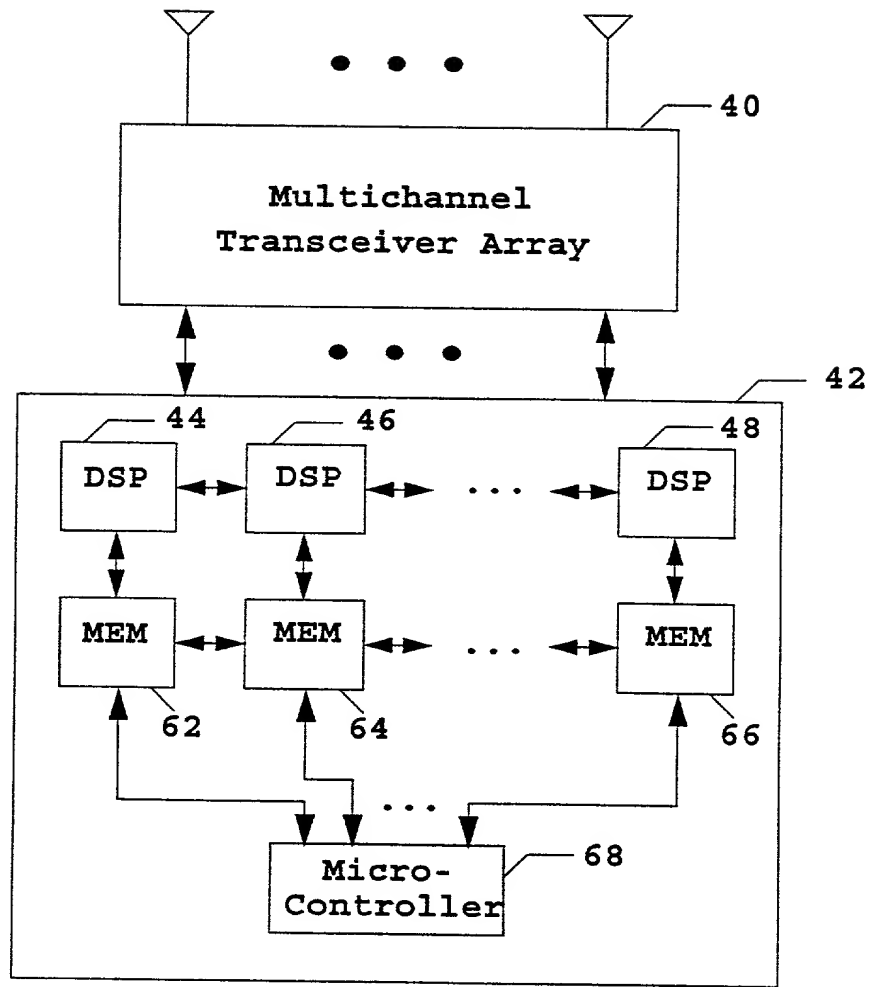 40
Multichannel
Transceiver Array
42
44
46
48
DSP
DSP
...
DSP
MEM
MEM
...
MEM
62
64
66
...
68
Micro-
Controller